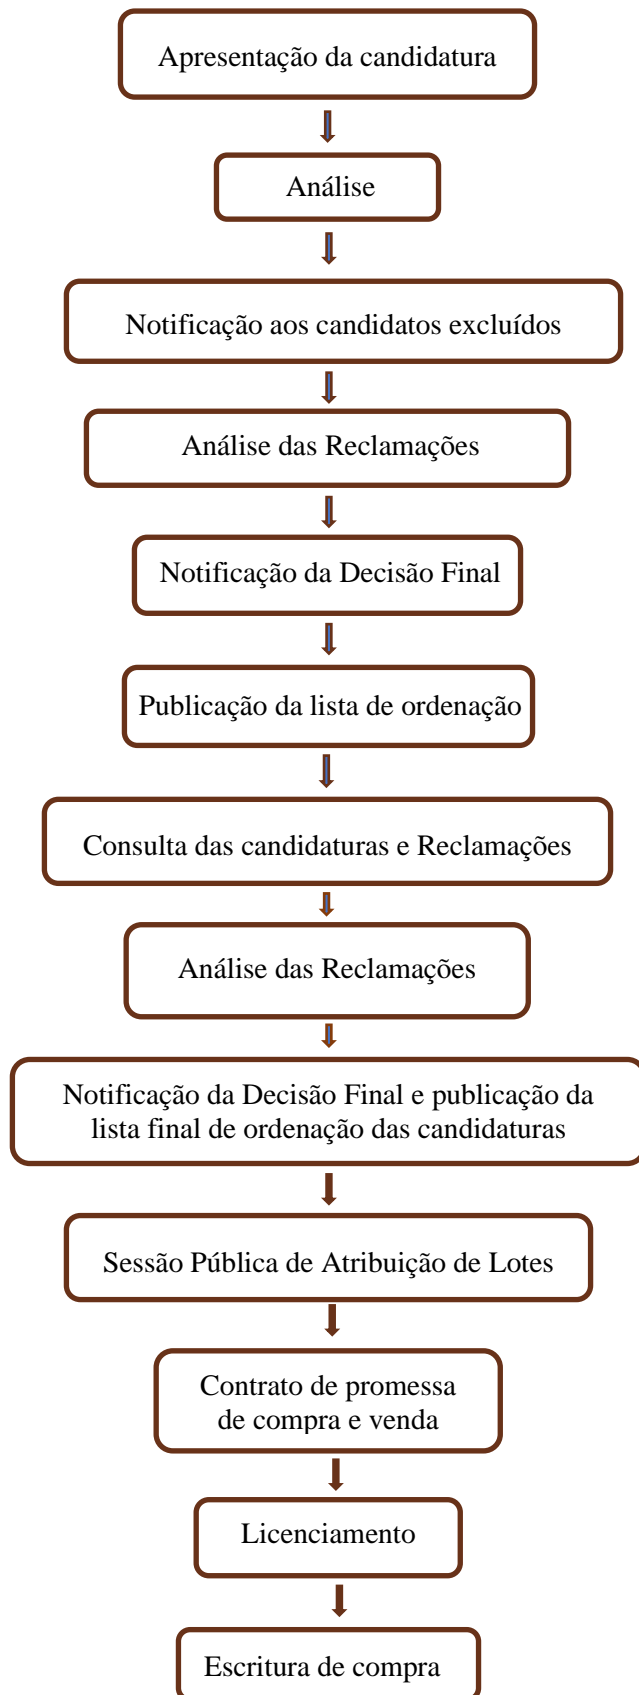 Apresentação da candidatura
Análise
Notificação aos candidatos excluídos
Análise das Reclamações
Notificação da Decisão Final
Publicação da lista de ordenação
Consulta das candidaturas e Reclamações
Análise das Reclamações
Notificação da Decisão Final e publicação da
lista final de ordenação das candidaturas
Sessão Pública de Atribuição de Lotes
Contrato de promessa
de compra e venda
Licenciamento
Escritura de compra